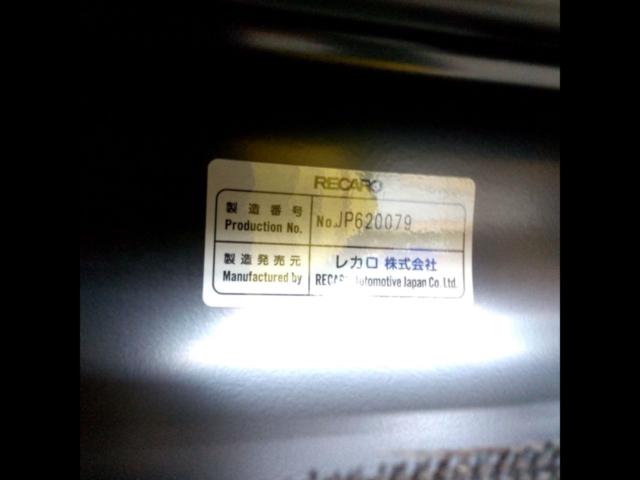 RECARO
製造番号
Production No.
No.JP620079
製造発売元
Manufactured by
レカロ 株式会社
RECARO Automotive Japan Co. Ltd.